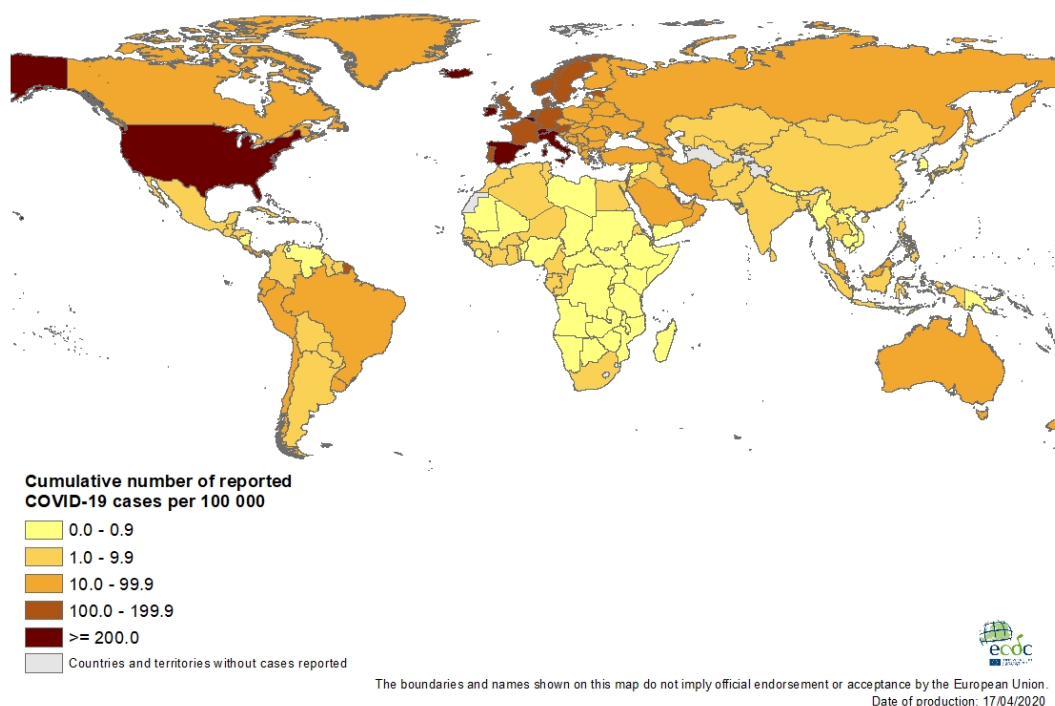 Cumulative number of reported
COVID-19 cases per 100 000
0.0 - 0.9
1.0 - 9.9
10.0 - 99.9
100.0 - 199.9
>= 200.0
Countries and territories without cases reported
ecdc
The boundaries and names shown on this map do not imply official endorsement or acceptance by the European Union.
Date of production: 17/04/2020